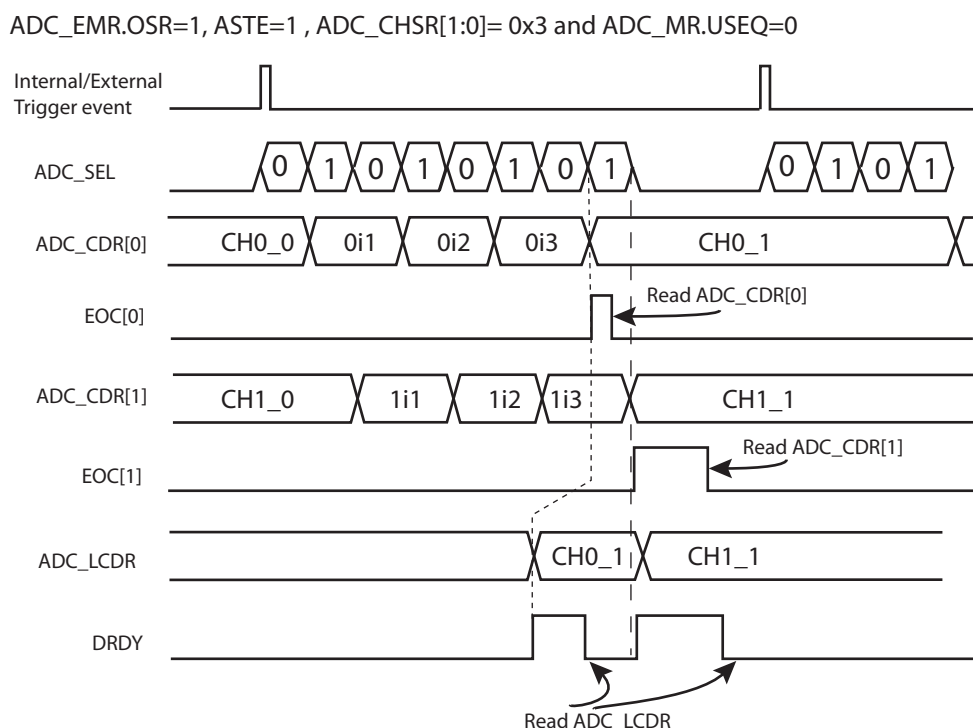 ADC_EMR.OSR=1, ASTE=1 , ADC_CHSR[1:0]= 0x3 and ADC_MR.USEQ=0
Internal/External
Trigger event
ADC_SEL 0 1 0 1 0 1 0 1 0 1 0 1
ADC_CDR[0] CH0_0 0i1 0i2 0i3 CH0_1
Read ADC_CDR[0]
EOC[0]
ADC_CDR[1] CH1_0 1i1 1i2 1i3 CH1_1
Read ADC_CDR[1]
EOC[1]
ADC_LCDR CH0_1 CH1_1
DRDY
Read ADC_LCDR